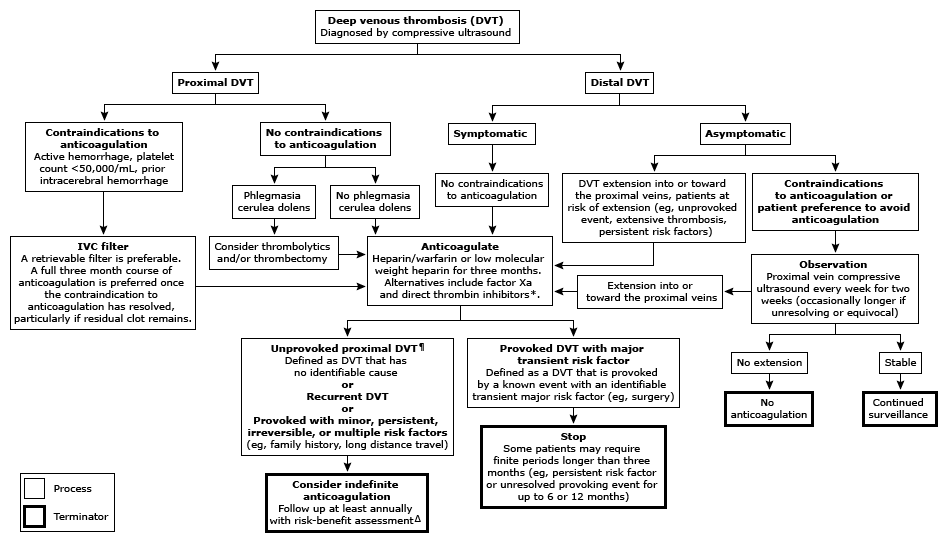 Deep venous thrombosis (DVT)
Diagnosed by compressive ultrasound
Proximal DVT
Distal DVT
Contraindications to
anticoagulation
Active hemorrhage, platelet
count <50,000/mL, prior
intracerebral hemorrhage
No contraindications
to anticoagulation
Symptomatic
Asymptomatic
Phlegmasia
cerulea dolens
No phlegmasia
cerulea dolens
No contraindications
to anticoagulation
DVT extension into or toward
the proximal veins, patients at
risk of extension (eg, unprovoked
event, extensive thrombosis,
persistent risk factors)
Contraindications
to anticoagulation or
patient preference to avoid
anticoagulation
IVC filter
A retrievable filter is preferable.
A full three month course of
anticoagulation is preferred once
the contraindication to
anticoagulation has resolved,
particularly if residual clot remains.
Consider thrombolytics
and/or thrombectomy
Anticoagulate
Heparin/warfarin or low molecular
weight heparin for three months.
Alternatives include factor Xa
and direct thrombin inhibitors*.
Extension into or
toward the proximal veins
Observation
Proximal vein compressive
ultrasound every week for two
weeks (occasionally longer if
unresolving or equivocal)
Unprovoked proximal DVT¶
Defined as DVT that has
no identifiable cause
or
Recurrent DVT
or
Provoked with minor, persistent,
irreversible, or multiple risk factors
(eg, family history, long distance travel)
Provoked DVT with major
transient risk factor
Defined as a DVT that is provoked
by a known event with an identifiable
transient major risk factor (eg, surgery)
No extension
Stable
No
anticoagulation
Continued
surveillance
Stop
Some patients may require
finite periods longer than three
months (eg, persistent risk factor
or unresolved provoking event for
up to 6 or 12 months)
Consider indefinite
anticoagulation
Follow up at least annually
with risk-benefit assessmentΔ
Process
Terminator